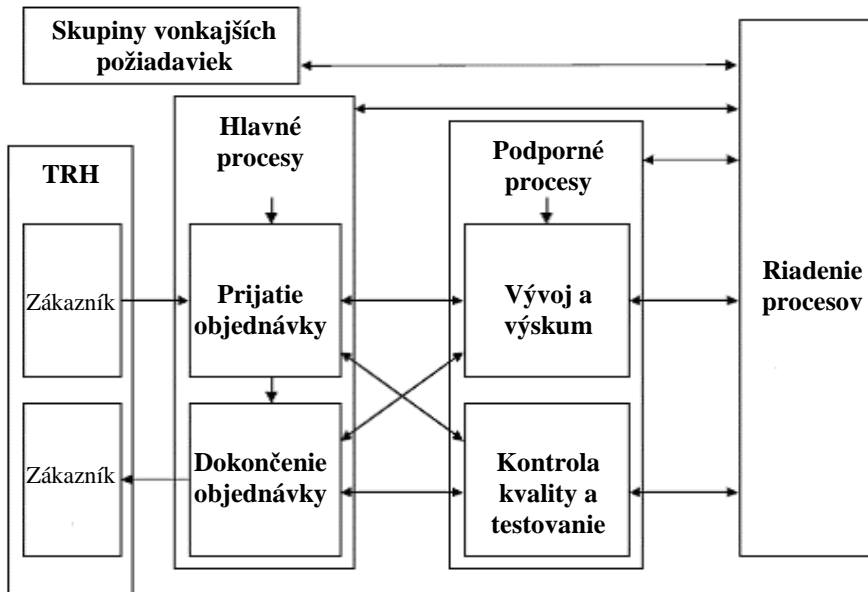 Skupiny vonkajších
požiadaviek
Hlavné
procesy
Podporné
procesy
TRH
Riadenie
procesov
Zákazník
Prijatie
objednávky
Vývoj a
výskum
Zákazník
Dokončenie
objednávky
Kontrola
kvality a
testovanie